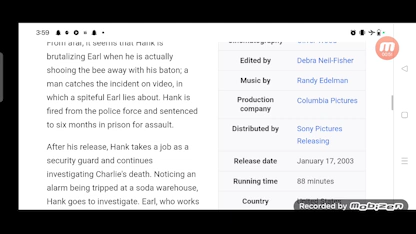 3:59
From afar, it seems that Hank is
brutalizing Earl when he is actually
shooing the bee away with his baton; a
man catches the incident on video, in
which a spiteful Earl lies about. Hank is
fired from the police force and sentenced
to six months in prison for assault.
After his release, Hank takes a job as a
security guard and continues
investigating Charlie's death. Noticing an
alarm being tripped at a soda warehouse,
Hank goes to investigate. Earl, who works
Edited by Debra Neil-Fisher
Music by Randy Edelman
Production Columbia Pictures
company
Distributed by Sony Pictures
Releasing
Release date January 17, 2003
Running time 88 minutes
Country United States
Recorded by Mobizen